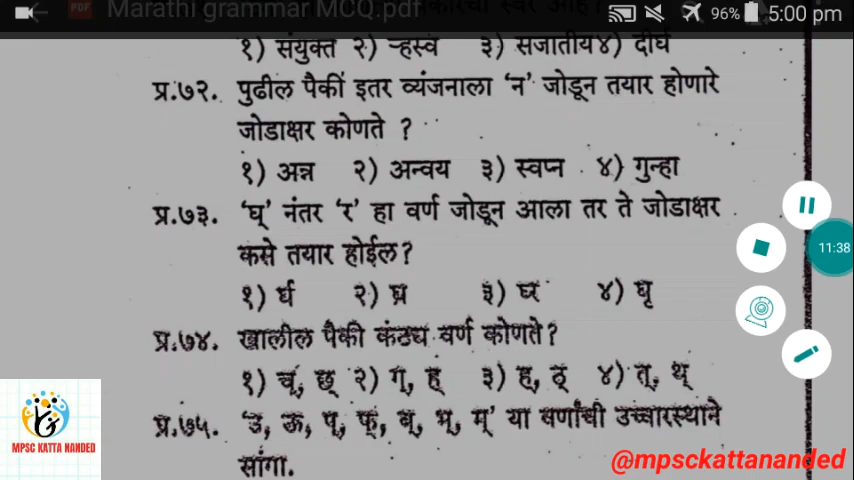 Marathi grammar MCQ.pdf
96% 5:00 pm
१) संयुक्त २) ऱ्हस्व ३) सजातीय ४) दीर्घ
प्र.७२. पुढील पैकीं इतर व्यंजनाला ‘न’ जोडून तयार होणारे
जोडाक्षर कोणते ?
१) अन्न २) अन्वय ३) स्वप्न ४) गुन्हा
प्र.७३. ‘घ्’ नंतर ‘र’ हा वर्ण जोडून आला तर ते जोडाक्षर
कसे तयार होईल?
१) र्घ २) घ्र ३) घर ४) घृ
प्र.७४. खालील पैकी कंठ्य वर्ण कोणते?
१) च्, छ् २) ग्, ह् ३) ह्, ठ् ४) त्, थ्
प्र.७५. ‘उ, ऊ, प्, फ्, ब्, भ्, म्’ या वर्णांची उच्चारस्थाने
सांगा.
11:38
MPSC KATTA NANDED
@mpsckattananded